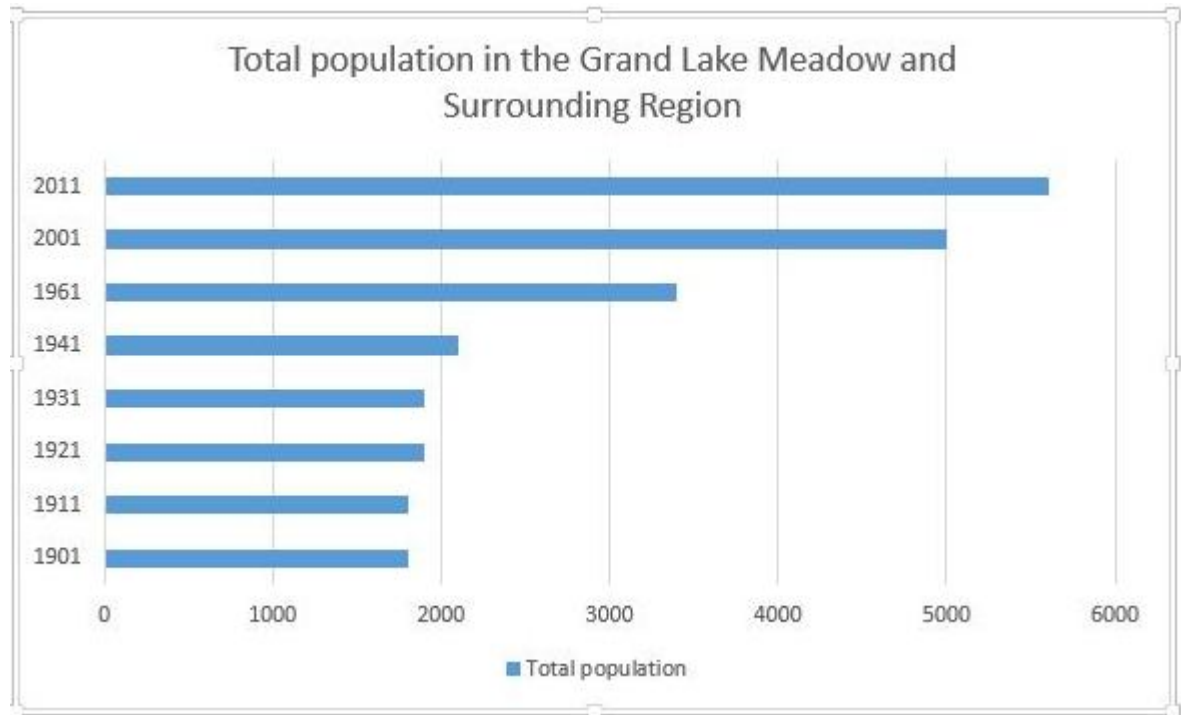 Total population in the Grand Lake Meadow and
Surrounding Region
2011
2001
1961
1941
1931
1921
1911
1901
0 1000 2000 3000 4000 5000 6000
Total population